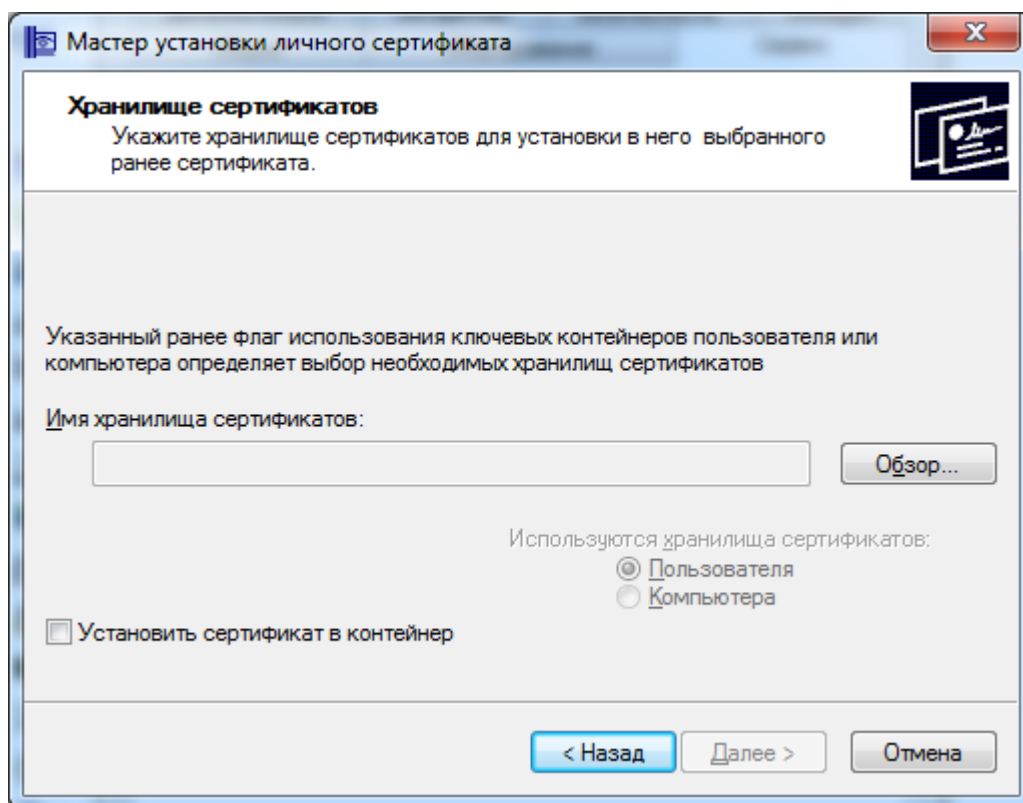 Мастер установки личного сертификата
Хранилище сертификатов
Укажите хранилище сертификатов для установки в него выбранного
ранее сертификата.
Указанный ранее флаг использования ключевых контейнеров пользователя или
компьютера определяет выбор необходимых хранилищ сертификатов
Имя хранилища сертификатов:
Обзор...
Используются хранилища сертификатов:
Пользователя
Компьютера
Установить сертификат в контейнер
< Назад
Далее >
Отмена